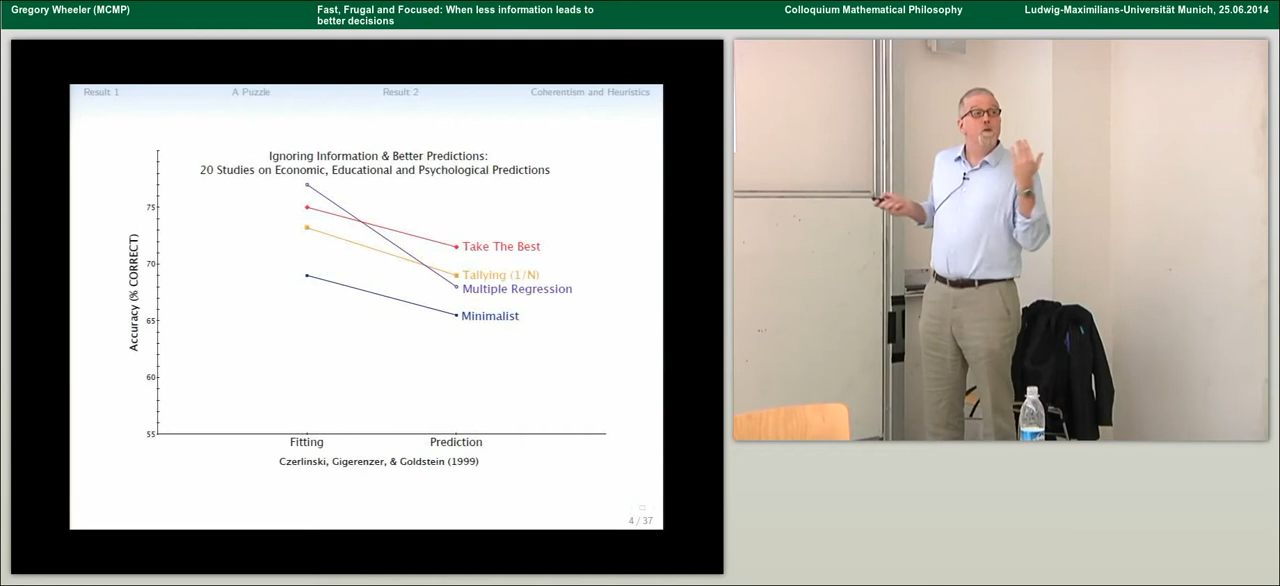 Gregory Wheeler (MCMP)
Fast, Frugal and Focused: When less information leads to
better decisions
Colloquium Mathematical Philosophy
Ludwig-Maximilians-Universität Munich, 25.06.2014
Result 1
A Puzzle
Result 2
Coherentism and Heuristics
Ignoring Information & Better Predictions:
20 Studies on Economic, Educational and Psychological Predictions
Accuracy (% CORRECT)
75
70
65
60
55
Take The Best
Tallying (1/N)
Multiple Regression
Minimalist
Fitting
Prediction
Czerlinski, Gigerenzer, & Goldstein (1999)
4 / 37